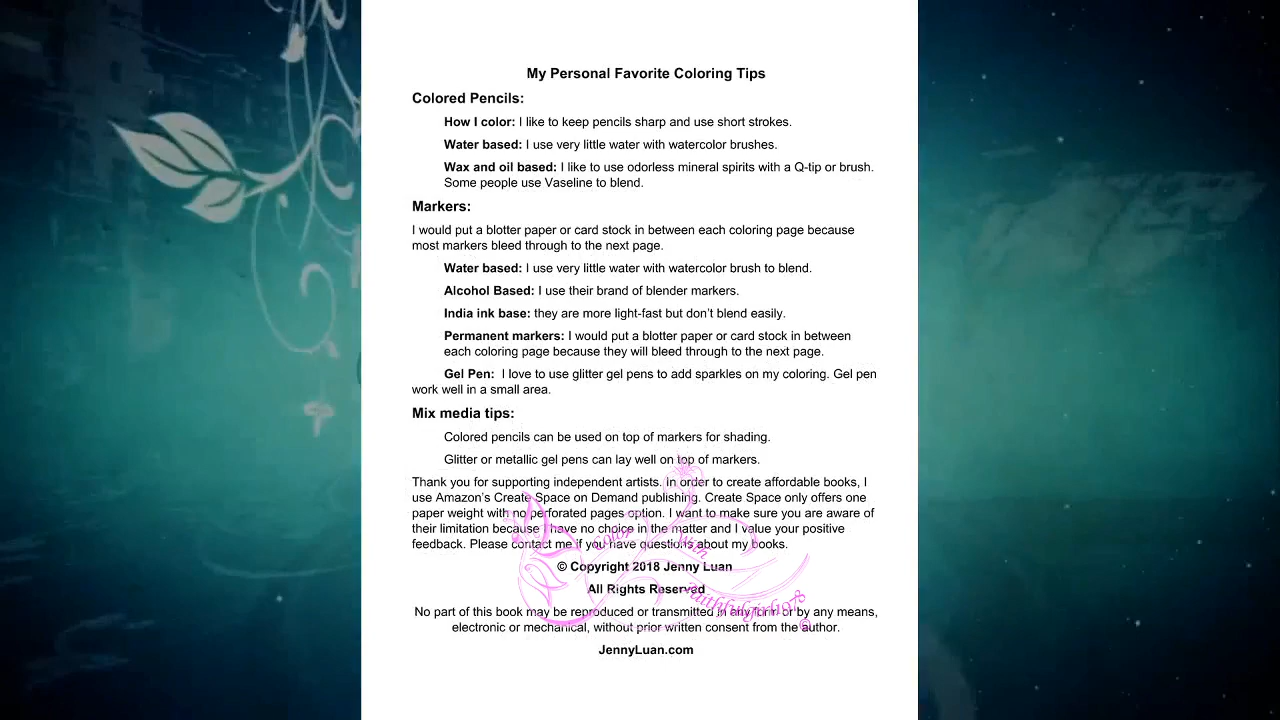 My Personal Favorite Coloring Tips
Colored Pencils:
How I color: I like to keep pencils sharp and use short strokes.
Water based: I use very little water with watercolor brushes.
Wax and oil based: I like to use odorless mineral spirits with a Q-tip or brush.
Some people use Vaseline to blend.
Markers:
I would put a blotter paper or card stock in between each coloring page because
most markers bleed through to the next page.
Water based: I use very little water with watercolor brush to blend.
Alcohol Based: I use their brand of blender markers.
India ink base: they are more light-fast but don’t blend easily.
Permanent markers: I would put a blotter paper or card stock in between
each coloring page because they will bleed through to the next page.
Gel Pen: I love to use glitter gel pens to add sparkles on my coloring. Gel pen
work well in a small area.
Mix media tips:
Colored pencils can be used on top of markers for shading.
Glitter or metallic gel pens can lay well on top of markers.
Thank you for supporting independent artists. In order to create affordable books, I
use Amazon’s Create Space on Demand publishing. Create Space only offers one
paper weight with no perforated pages option. I want to make sure you are aware of
their limitation because I have no choice in the matter and I value your positive
feedback. Please contact me if you have questions about my books.
color with
© Copyright 2018 Jenny Luan
All Rights Reserved
No part of this book may be reproduced or transmitted in any form or by any means,
electronic or mechanical, without prior written consent from the author.
JennyLuan.com